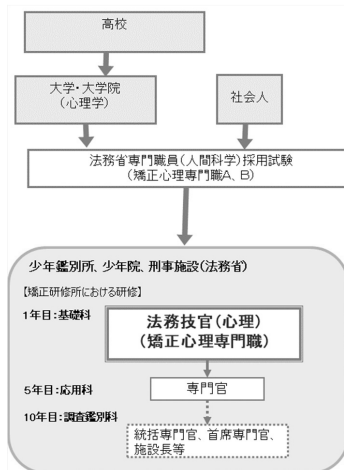 高校
大学・大学院
(心理学)
社会人
法務省専門職員(人間科学)採用試験
(矯正心理専門職A、B)
少年鑑別所、少年院、刑事施設(法務省)
【矯正研修所における研修】
1年目:基礎科
法務技官(心理)
(矯正心理専門職)
5年目:応用科
専門官
10年目:調査鑑別科
統括専門官、首席専門官、
施設長等